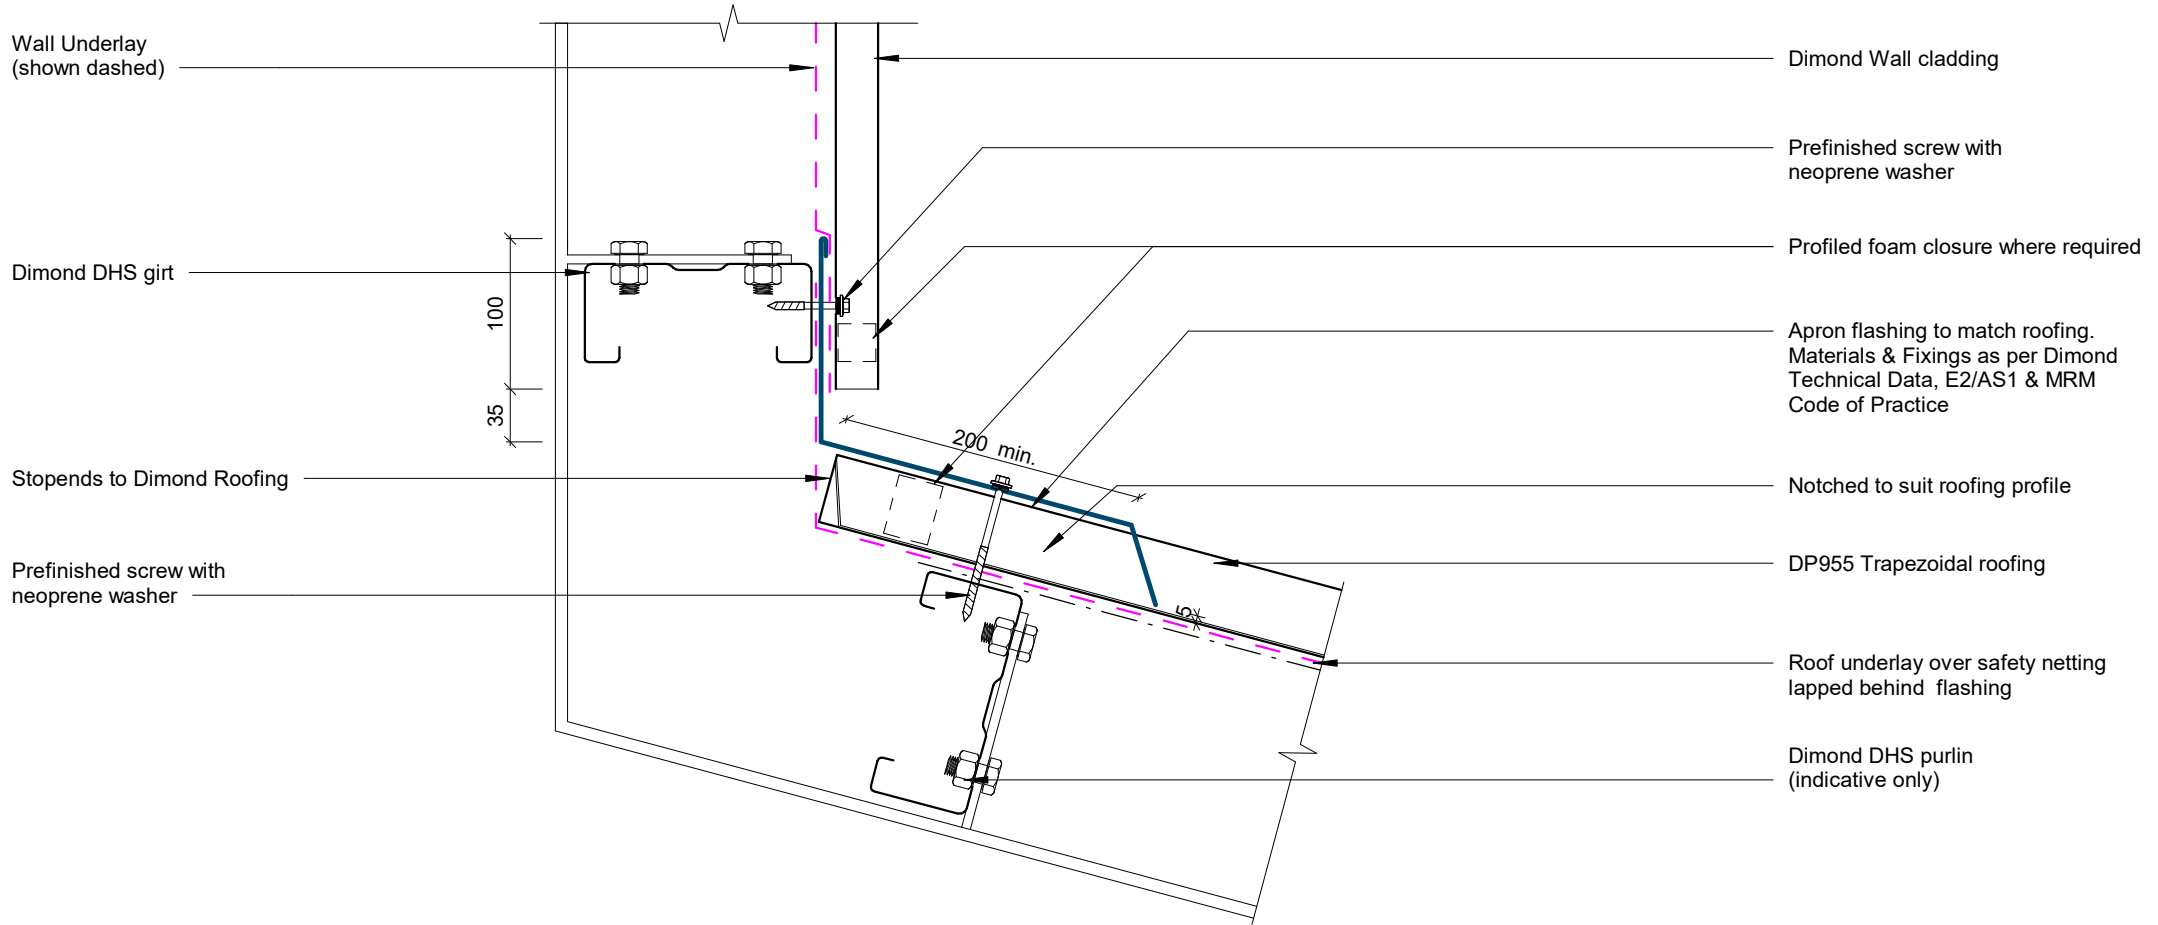 Wall Underlay
(shown dashed)
Dimond DHS girt
Stopends to Dimond Roofing
Prefinished screw with
neoprene washer
100
35
200 min.
5
Dimond Wall cladding
Prefinished screw with
neoprene washer
Profiled foam closure where required
Apron flashing to match roofing.
Materials & Fixings as per Dimond
Technical Data, E2/AS1 & MRM
Code of Practice
Notched to suit roofing profile
DP955 Trapezoidal roofing
Roof underlay over safety netting
lapped behind flashing
Dimond DHS purlin
(indicative only)